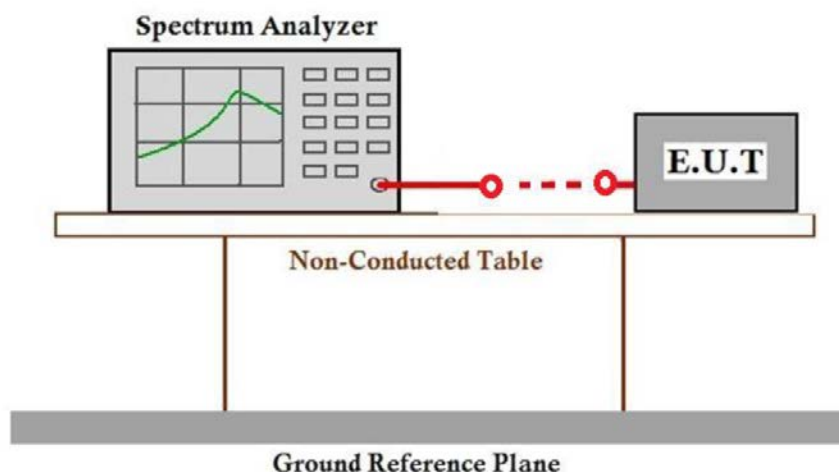 Spectrum Analyzer
E.U.T
Non-Conducted Table
Ground Reference Plane